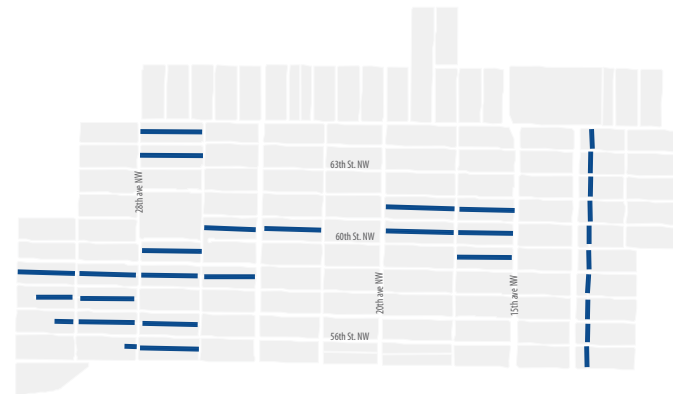 63th St. NW
28th ave NW
60th St. NW
20th ave NW
15th ave NW
56th St. NW